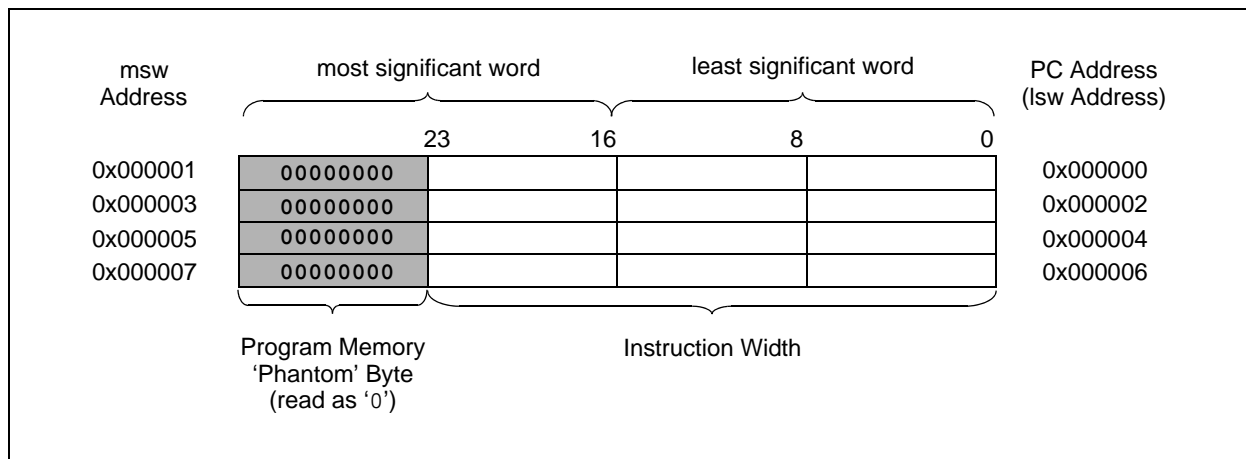 msw
Address
most significant word
least significant word
PC Address
(lsw Address)
23
16
8
0
0x000001
00000000
0x000000
0x000003
00000000
0x000002
0x000005
00000000
0x000004
0x000007
00000000
0x000006
Program Memory
‘Phantom’ Byte
(read as ‘0’)
Instruction Width